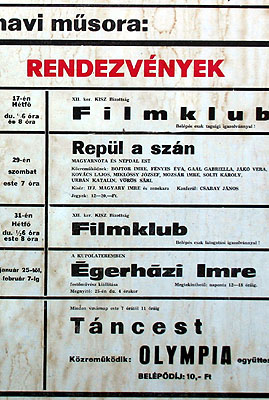 havi műsora:
RENDEZVÉNYEK
17-én
Hétfő
du. ½6 óra
és 8 óra
XII. ker. KISZ Bizottság
Filmklub
Belépés csak tagsági igazolvánnyal!
29-én
szombat
este 7 óra
Repül a szán
MAGYARNÓTA ÉS NÉPDAL EST
Közreműködnek: BOJTOR IMRE, FENYES ÉVA, GAAL GABRIELLA, JÁKÓ VERA,
KOVÁCS LAJOS, MIKLÓSSY JÓZSEF, MOZSÁR IMRE, SOLTI KÁROLY,
URBÁN KATALIN, VÖRÖS SÁRI.
Kísér: IFJ. MAGYARI IMRE és zenekara Konferál: CSABAY JÁNOS
Jegyek: 12—20,—Ft.
31-én
Hétfő
du. ½6 óra
este 8 óra
XII. ker. KISZ Bizottság
Filmklub
Belépés csak látogatási igazolvánnyal!
január 25-től,
február 7-ig
A KUPOLATEREMBEN
Égerházi Imre
festőművész kiállítása Megtekinthető: naponta 12—18 óráig.
Megnyitó: 25-én du. 4 órakor
Minden vasárnap este 7 órától 11 óráig
Táncest
Közreműködik: OLYMPIA együttes
BELÉPŐDÍJ: 10,- Ft